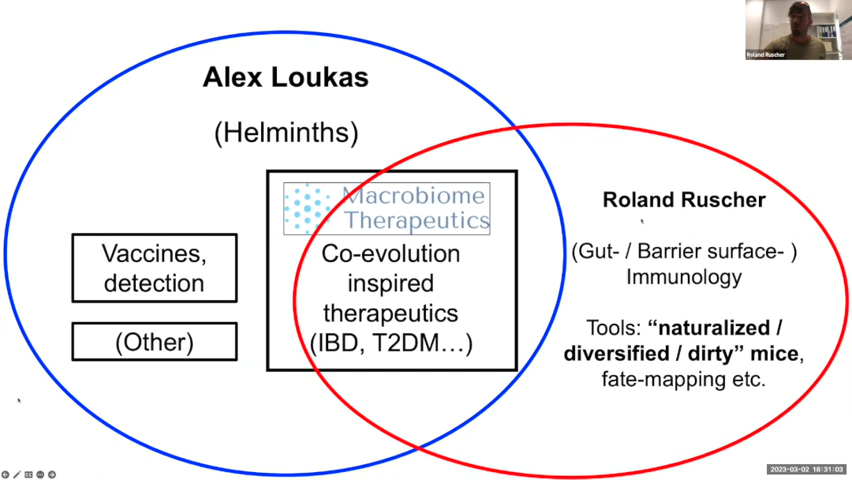 Alex Loukas
(Helminths)
Macrobiome
Therapeutics
Vaccines,
detection
(Other)
Co-evolution
inspired
therapeutics
(IBD, T2DM…)
Roland Ruscher
(Gut- / Barrier surface- )
Immunology
Tools: “naturalized /
diversified / dirty” mice,
fate-mapping etc.
Roland Ruscher
2023-03-02 18:31:03